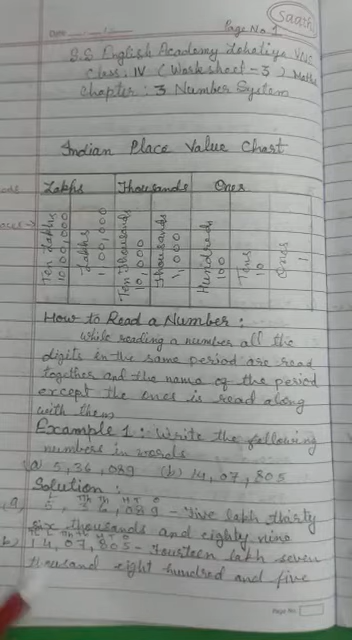 Date
Page No. 1
Saathi
S.S English Academy
Class. IV (Worksheet-3) Maths
Chapter : 3 Number System
Indian Place Value Chart
Lakhs Thousands Ones
Ten Lakhs 10,00,000
Lakhs 1,00,000
Ten Thousands 10,000
Thousands 1,000
Hundreds 100
Tens 10
Ones 1
How to Read a Number :
while reading a number all the
digits in the same period are read
together and the name of the period
except the ones is read along
with them
Example 1 : Write the following
numbers in words
(a) 5,36,089 (b) 14,07,805
Solution :
L TTh Th H T O
a) 5, 36, 089 - Five lakh thirty
six thousands and eighty nine
TL L TTh Th H T O
b) 14,07,805 - Fourteen lakh seven
thousand eight hundred and five
Page No.